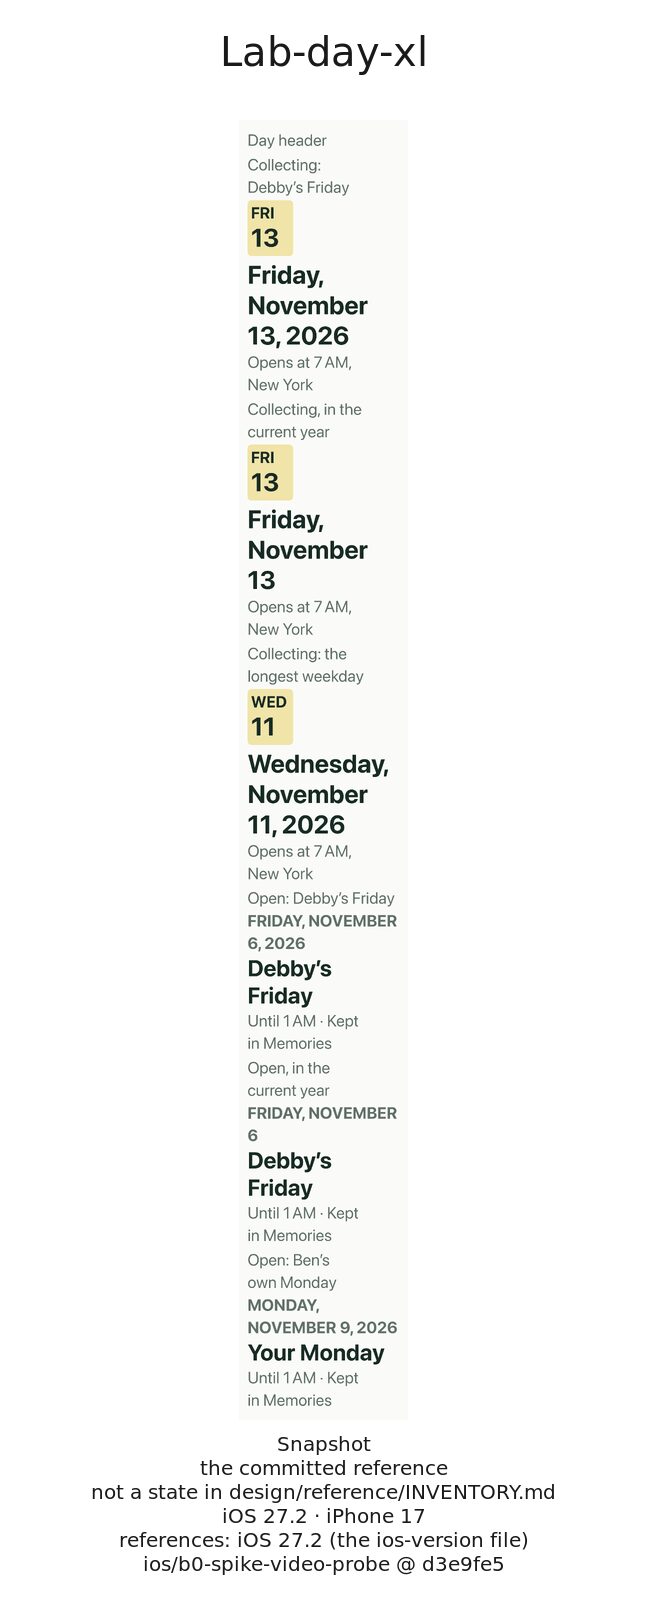 Lab-day-xl
Day header
Collecting:
Debby’s Friday
FRI
13
Friday,
November
13, 2026
Opens at 7 AM,
New York
Collecting, in the
current year
FRI
13
Friday,
November
13
Opens at 7 AM,
New York
Collecting: the
longest weekday
WED
11
Wednesday,
November
11, 2026
Opens at 7 AM,
New York
Open: Debby’s Friday
FRIDAY, NOVEMBER
6, 2026
Debby’s
Friday
Until 1 AM · Kept
in Memories
Open, in the
current year
FRIDAY, NOVEMBER
6
Debby’s
Friday
Until 1 AM · Kept
in Memories
Open: Ben’s
own Monday
MONDAY,
NOVEMBER 9, 2026
Your Monday
Until 1 AM · Kept
in Memories
Snapshot
the committed reference
not a state in design/reference/INVENTORY.md
iOS 27.2 · iPhone 17
references: iOS 27.2 (the ios-version file)
ios/b0-spike-video-probe @ d3e9fe5